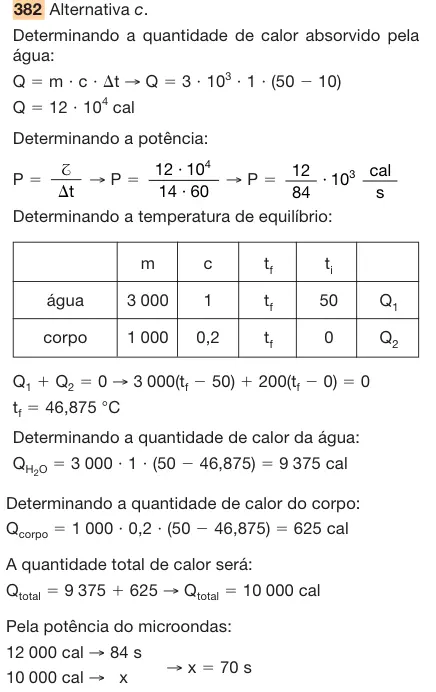 382 Alternativa c.
Determinando a quantidade de calor absorvido pela
água:
Q = m · c · Δt → Q = 3 · 10³ · 1 · (50 − 10)
Q = 12 · 10⁴ cal
Determinando a potência:
P = ℨ/Δt → P = 12 · 10⁴/14 · 60 → P = 12/84 · 10³ cal/s
Determinando a temperatura de equilíbrio:
m c t_f t_i
água 3 000 1 t_f 50 Q₁
corpo 1 000 0,2 t_f 0 Q₂
Q₁ + Q₂ = 0 → 3 000(t_f − 50) + 200(t_f − 0) = 0
t_f = 46,875 °C
Determinando a quantidade de calor da água:
Q_H₂O = 3 000 · 1 · (50 − 46,875) = 9 375 cal
Determinando a quantidade de calor do corpo:
Q_corpo = 1 000 · 0,2 · (50 − 46,875) = 625 cal
A quantidade total de calor será:
Q_total = 9 375 + 625 → Q_total = 10 000 cal
Pela potência do microondas:
12 000 cal → 84 s
10 000 cal → x → x = 70 s